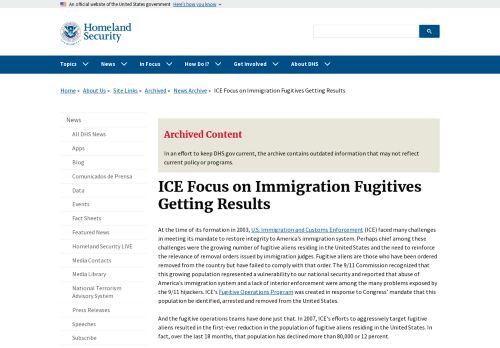 An official website of the United States government Here's how you know
Homeland
Security
Topics News In Focus How Do I? Get Involved About DHS
Home » About Us » Site Links » Archived » News Archive » ICE Focus on Immigration Fugitives Getting Results
News
All DHS News
Apps
Blog
Comunicados de Prensa
Data
Events
Fact Sheets
Featured News
Homeland Security LIVE
Media Contacts
Media Library
National Terrorism
Advisory System
Press Releases
Speeches
Subscribe
Archived Content
In an effort to keep DHS.gov current, the archive contains outdated information that may not reflect
current policy or programs.
ICE Focus on Immigration Fugitives
Getting Results
At the time of its formation in 2003, U.S. Immigration and Customs Enforcement (ICE) faced many challenges
in meeting its mandate to restore integrity to America's immigration system. Perhaps chief among these
challenges were the growing number of fugitive aliens residing in the United States and the need to reinforce
the relevance of removal orders issued by immigration judges. Fugitive aliens are those who have been ordered
removed from the country but have failed to comply with that order. The 9/11 Commission recognized that
this growing population represented a vulnerability to our national security and reported that abuse of
America's immigration system and a lack of interior enforcement were among the many problems exposed by
the 9/11 hijackers. ICE's Fugitive Operations Program was created in response to Congress' mandate that this
population be identified, arrested and removed from the United States.
And the fugitive operations teams have done just that. In 2007, ICE's efforts to aggressively target fugitive
aliens resulted in the first-ever reduction in the population of fugitive aliens residing in the United States. In
fact, over the last 18 months, that population has declined more than 80,000 or 12 percent.